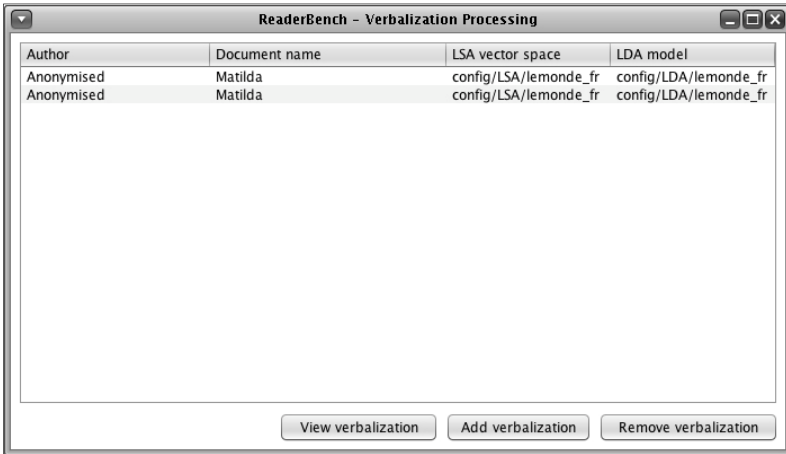 ReaderBench - Verbalization Processing
Author Document name LSA vector space LDA model
Anonymised Matilda config/LSA/lemonde_fr config/LDA/lemonde_fr
Anonymised Matilda config/LSA/lemonde_fr config/LDA/lemonde_fr
View verbalization Add verbalization Remove verbalization